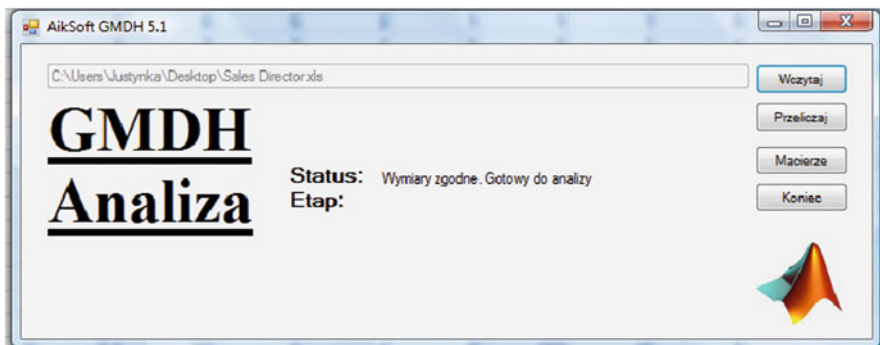 AikSoft GMDH 5.1
C:\Users\Justynka\Desktop\Sales Director.xls
Wczytaj
GMDH
Przeliczaj
Analiza
Status: Wymiary zgodne. Gotowy do analizy
Etap:
Macierze
Koniec